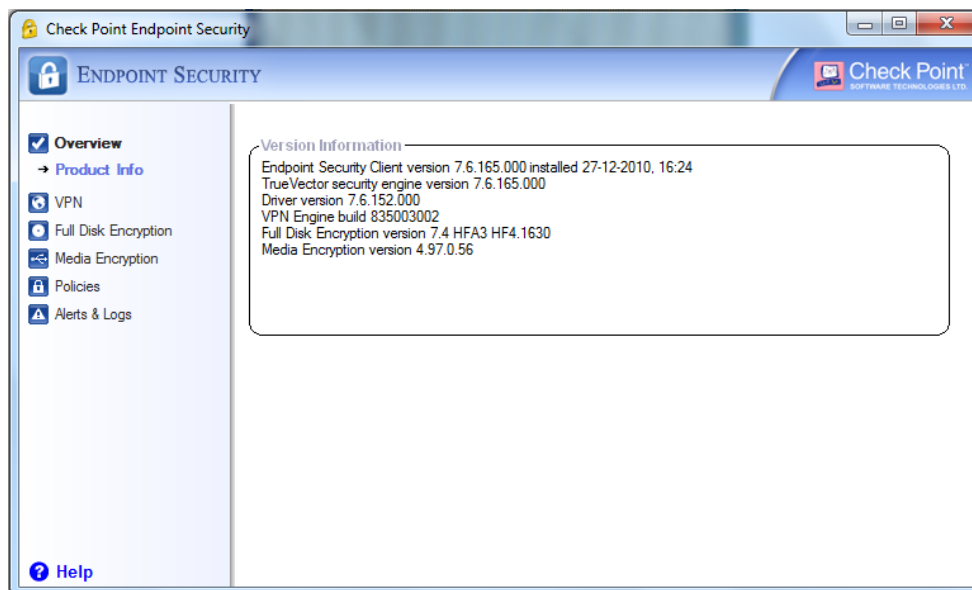 Check Point Endpoint Security
ENDPOINT SECURITY
Check Point™
SOFTWARE TECHNOLOGIES LTD.
Overview
→ Product Info
VPN
Full Disk Encryption
Media Encryption
Policies
Alerts & Logs
Version Information
Endpoint Security Client version 7.6.165.000 installed 27-12-2010, 16:24
TrueVector security engine version 7.6.165.000
Driver version 7.6.152.000
VPN Engine build 835003002
Full Disk Encryption version 7.4 HFA3 HF4.1630
Media Encryption version 4.97.0.56
Help